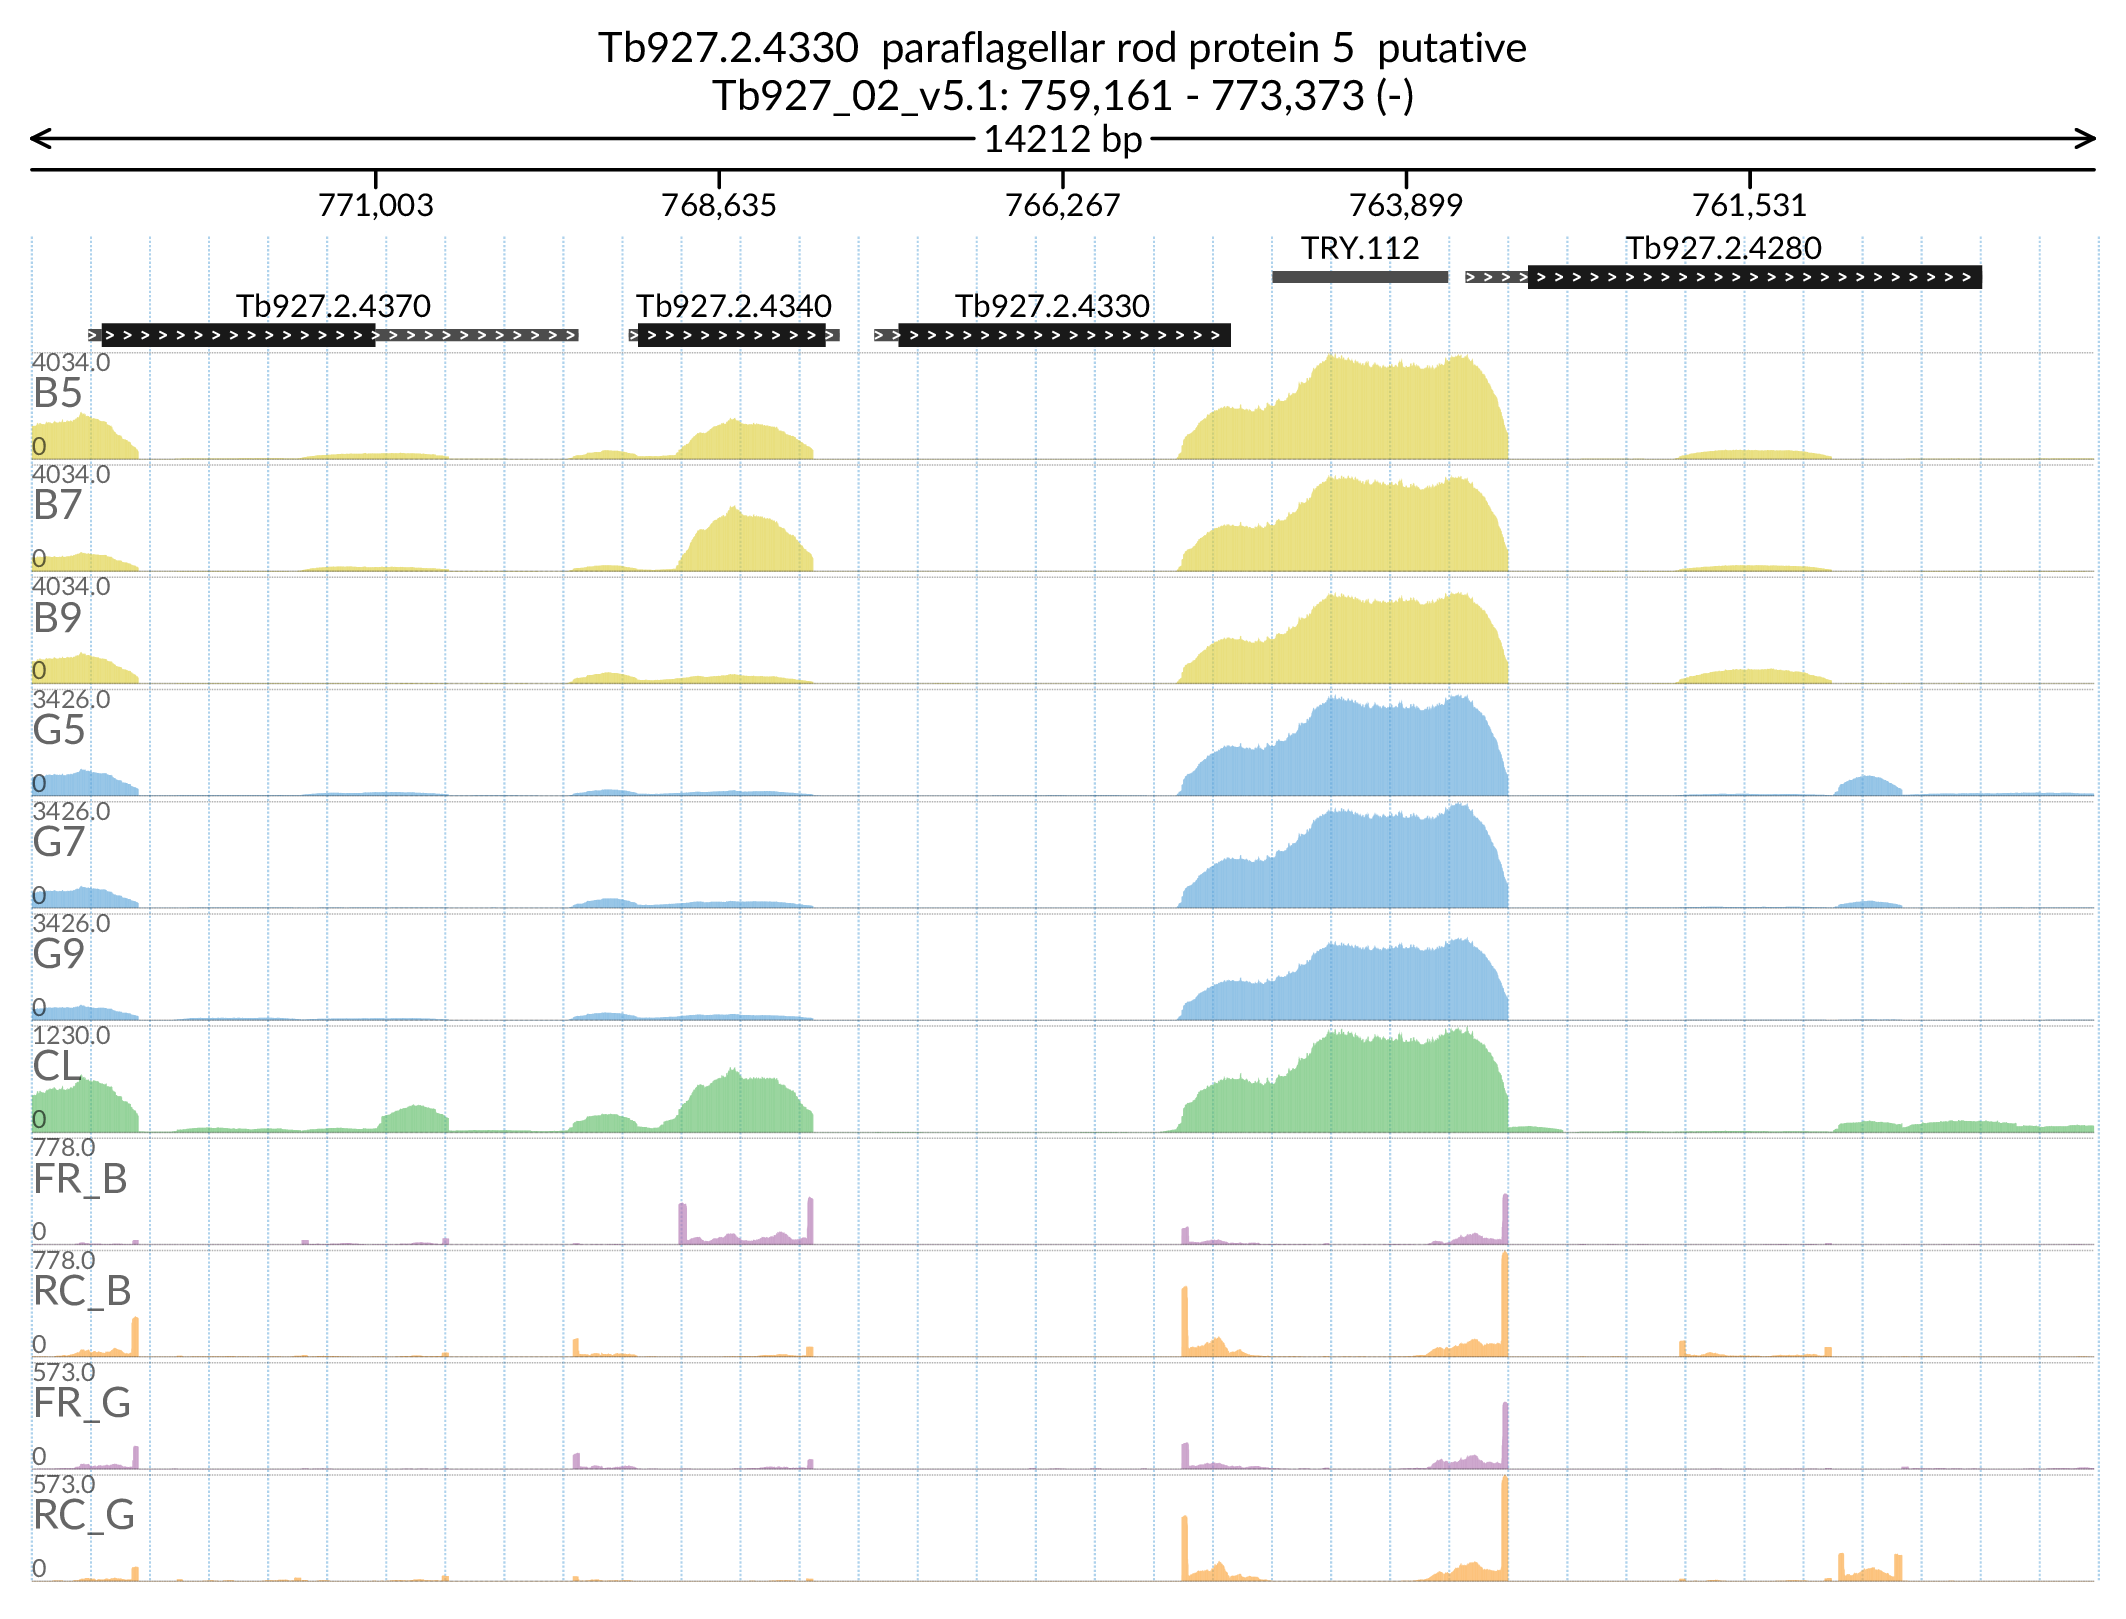 Tb927.2.4330  paraflagellar rod protein 5  putative
Tb927_02_v5.1: 759,161 - 773,373 (-)
14212 bp
771,003 768,635 766,267 763,899 761,531
TRY.112 Tb927.2.4280
Tb927.2.4370 Tb927.2.4340 Tb927.2.4330
4034.0
B5
0
4034.0
B7
0
4034.0
B9
0
3426.0
G5
0
3426.0
G7
0
3426.0
G9
0
1230.0
CL
0
778.0
FR_B
0
778.0
RC_B
0
573.0
FR_G
0
573.0
RC_G
0